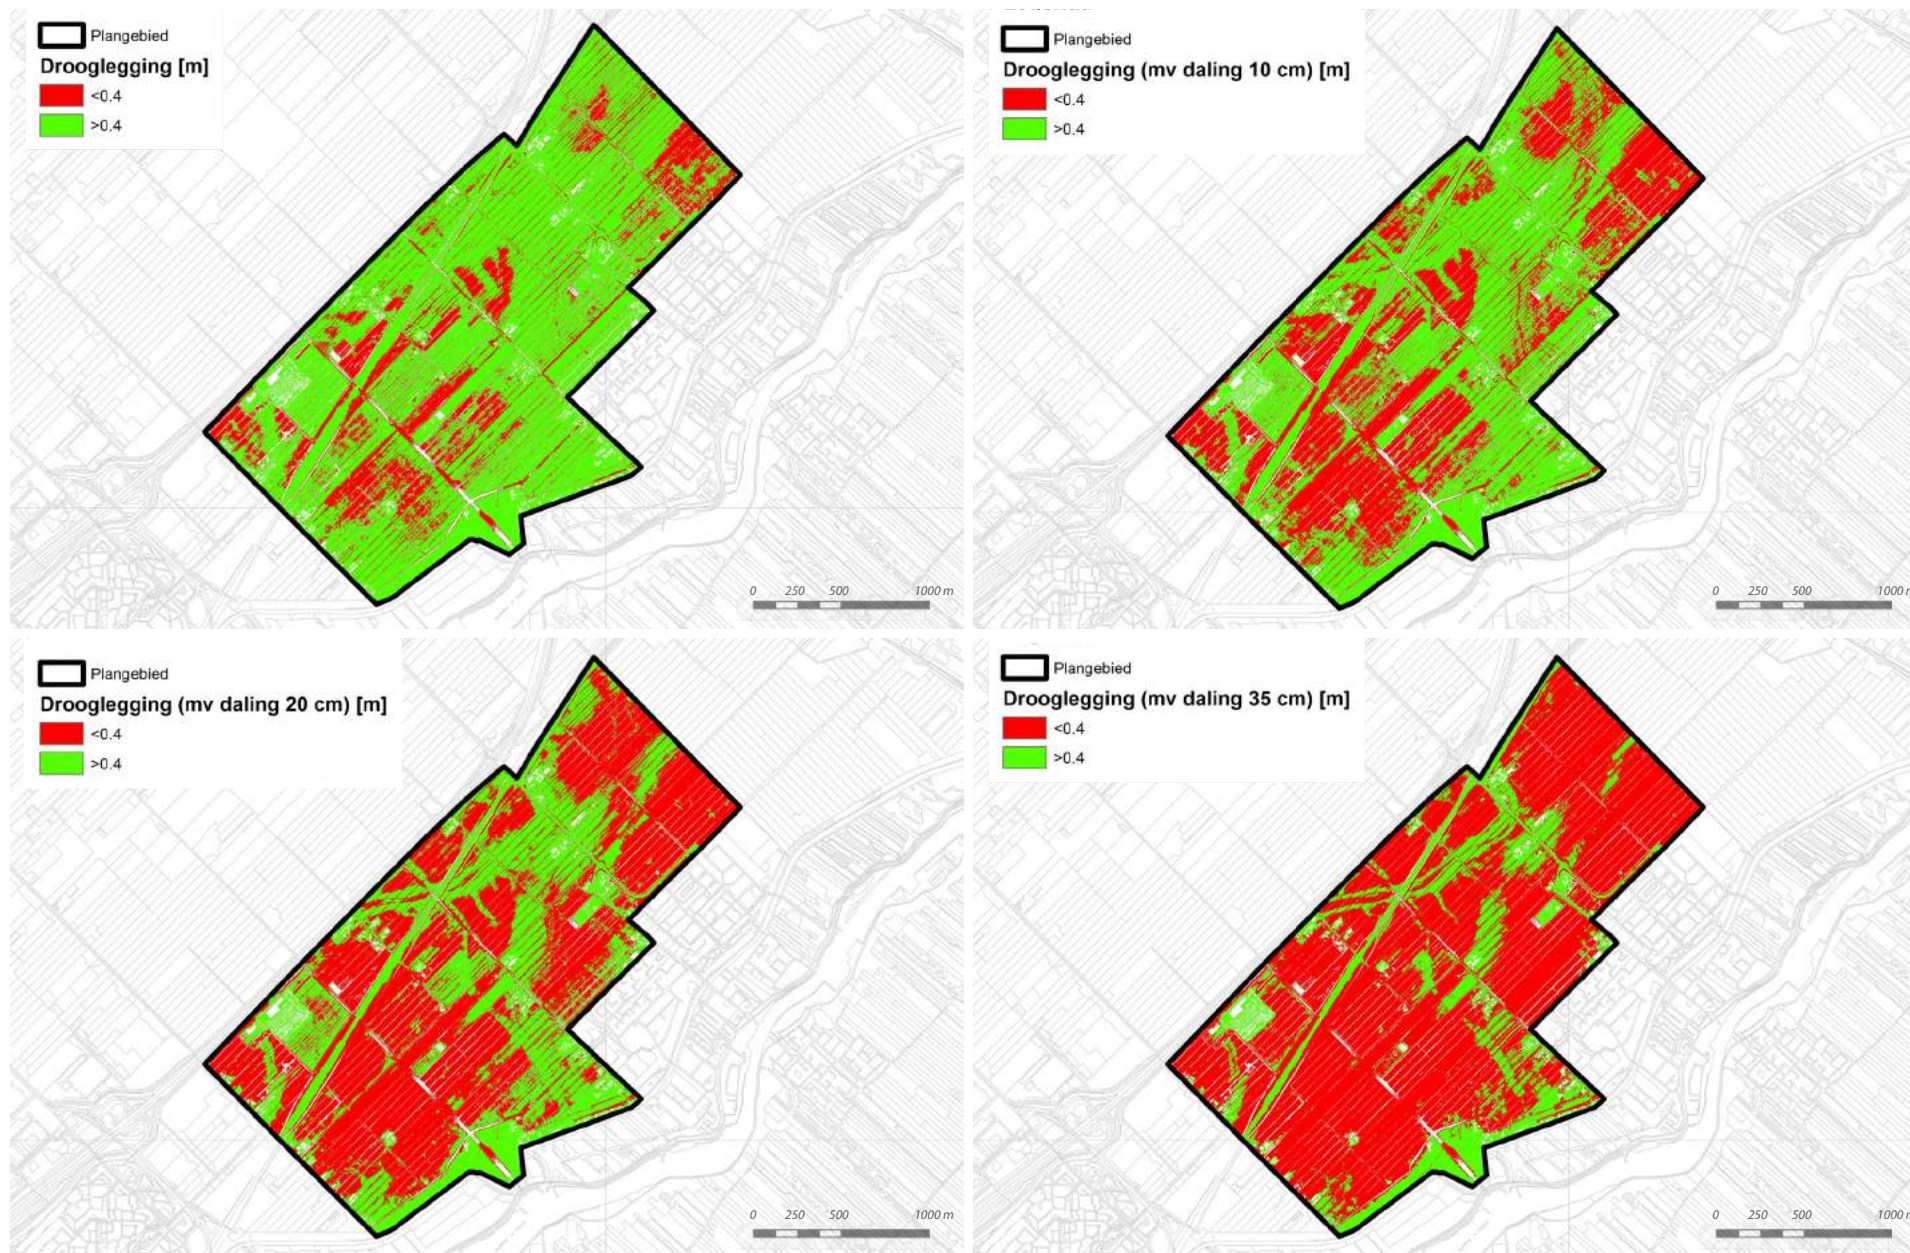 Plangebied
Drooglegging [m]
<0.4
>0.4
0 250 500 1000 m
Plangebied
Drooglegging (mv daling 10 cm) [m]
<0.4
>0.4
0 250 500 1000 m
Plangebied
Drooglegging (mv daling 20 cm) [m]
<0.4
>0.4
0 250 500 1000 m
Plangebied
Drooglegging (mv daling 35 cm) [m]
<0.4
>0.4
0 250 500 1000 m